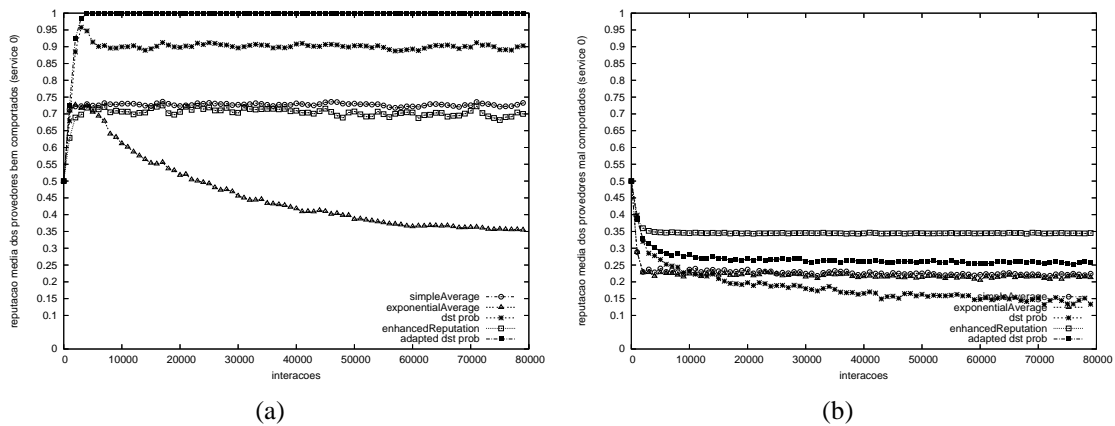 reputacao media dos provedores bem comportados (service 0)
1
0.95
0.9
0.85
0.8
0.75
0.7
0.65
0.6
0.55
0.5
0.45
0.4
0.35
0.3
0.25
0.2
0.15
0.1
0
simpleAverage
exponentialAverage
dst prob
enhancedReputation
adapted dst prob
0 10000 20000 30000 40000 50000 60000 70000 80000
interacoes
(a)
reputacao media dos provedores mal comportados (service 0)
1
0.95
0.9
0.85
0.8
0.75
0.7
0.65
0.6
0.55
0.5
0.45
0.4
0.35
0.3
0.25
0.2
0.15
0.1
0
simpleAverage
exponentialAverage
dst prob
enhancedReputation
adapted dst prob
0 10000 20000 30000 40000 50000 60000 70000 80000
interacoes
(b)